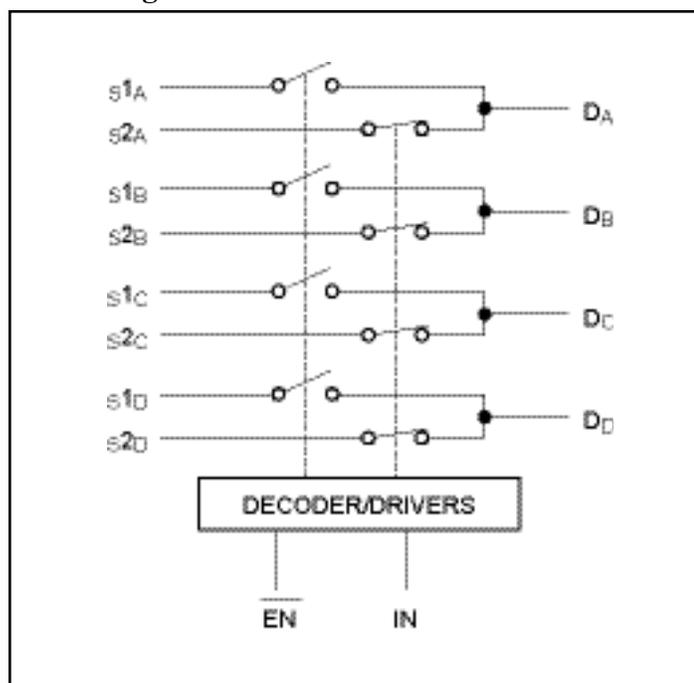 S1A
DA
S2A
S1B
DB
S2B
S1C
DC
S2C
S1D
DD
S2D
DECODER/DRIVERS
EN IN